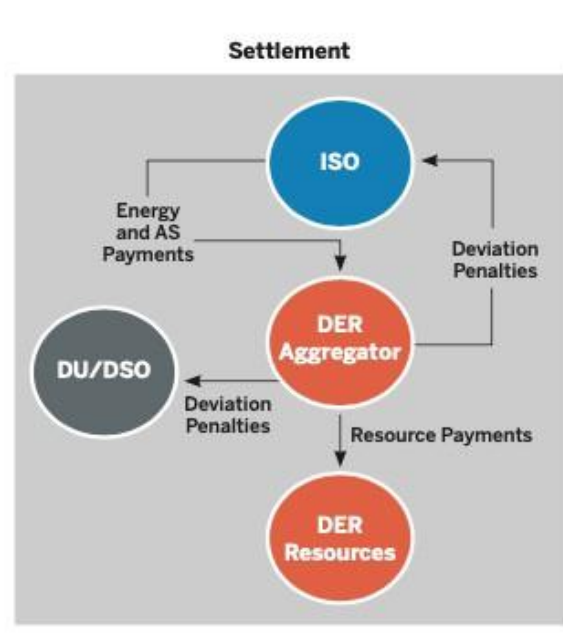 Settlement
ISO
Energy
and AS
Payments
Deviation
Penalties
DER
Aggregator
DU/DSO
Deviation
Penalties
Resource Payments
DER
Resources